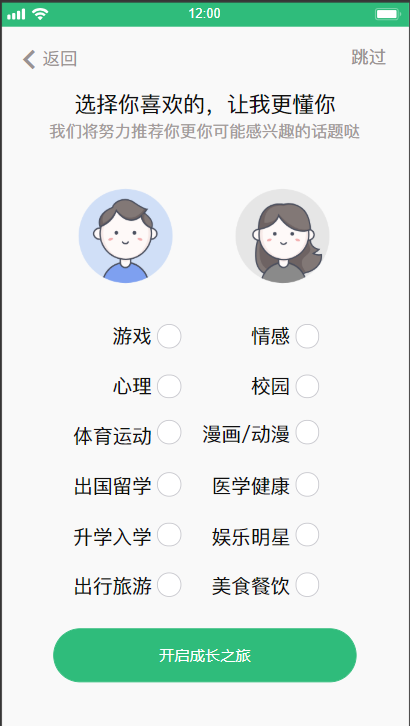 12:00
返回
跳过
选择你喜欢的，让我更懂你
我们将努力推荐你更你可能感兴趣的话题哒
游戏 情感
心理 校园
体育运动 漫画/动漫
出国留学 医学健康
升学入学 娱乐明星
出行旅游 美食餐饮
开启成长之旅